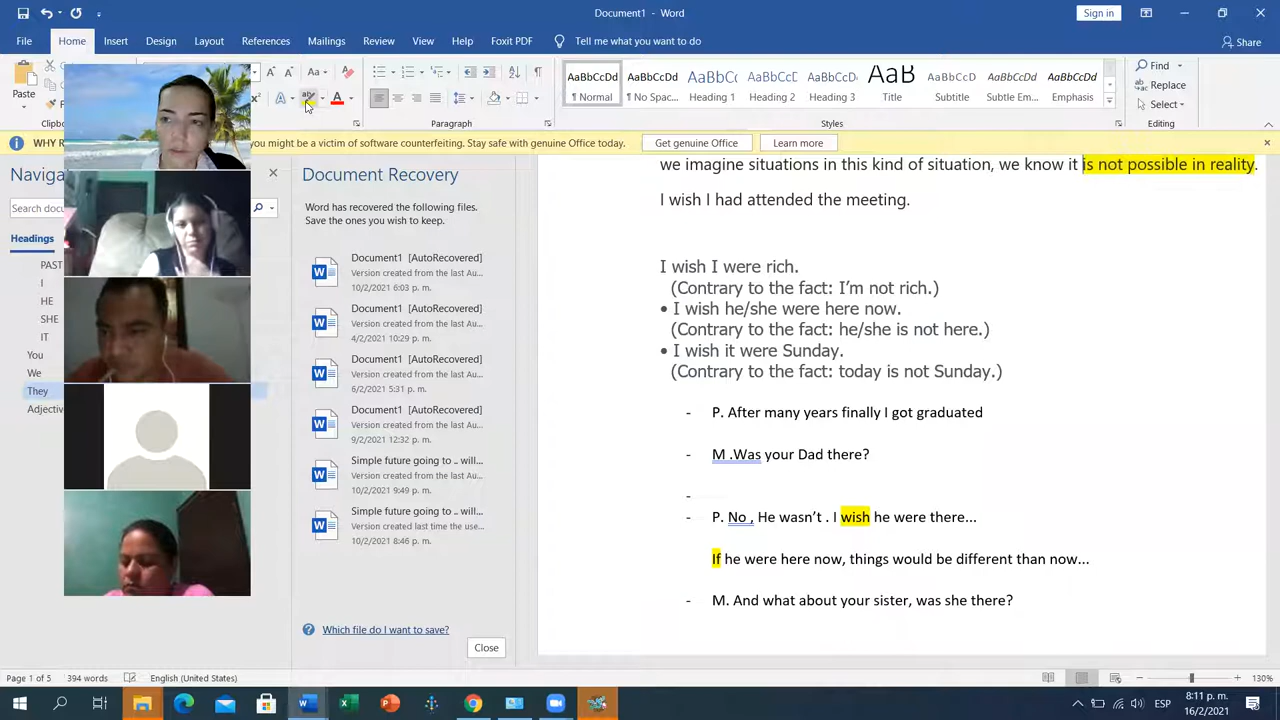 Document1 - Word
Sign in
File Home Insert Design Layout References Mailings Review View Help Foxit PDF Tell me what you want to do Share
Paste
Paragraph
AaBbCcDd AaBbCcDd AaBbCc AaBbCcD AaB AaBbCcD AaBbCcDd AaBbCcDd
¶ Normal ¶ No Spac... Heading 1 Heading 2 Title Subtitle Subtle Em... Emphasis
Styles
Find
Replace
Select
Editing
WHY R
you might be a victim of software counterfeiting. Stay safe with genuine Office today. Get genuine Office Learn more
Naviga
Search docu
Headings
PAST
I
HE
SHE
IT
You
We
They
Adjectiv
Document Recovery
Word has recovered the following files.
Save the ones you wish to keep.
Document1 [AutoRecovered]
Version created from the last Au...
10/2/2021 6:03 p. m.
Document1 [AutoRecovered]
Version created from the last Au...
4/2/2021 10:29 p. m.
Document1 [AutoRecovered]
Version created from the last Au...
6/2/2021 5:31 p. m.
Document1 [AutoRecovered]
Version created from the last Au...
9/2/2021 12:32 p. m.
Simple future going to .. will...
Version created from the last Au...
10/2/2021 9:49 p. m.
Simple future going to .. will...
Version created last time the use...
10/2/2021 8:46 p. m.
Which file do I want to save?
Close
we imagine situations in this kind of situation, we know it is not possible in reality.
I wish I had attended the meeting.
I wish I were rich.
(Contrary to the fact: I’m not rich.)
• I wish he/she were here now.
(Contrary to the fact: he/she is not here.)
• I wish it were Sunday.
(Contrary to the fact: today is not Sunday.)
- P. After many years finally I got graduated
- M .Was your Dad there?
-
- P. No , He wasn’t . I wish he were there...
If he were here now, things would be different than now...
- M. And what about your sister, was she there?
Page 1 of 5 394 words English (United States) 130%
ESP 8:11 p. m.
16/2/2021